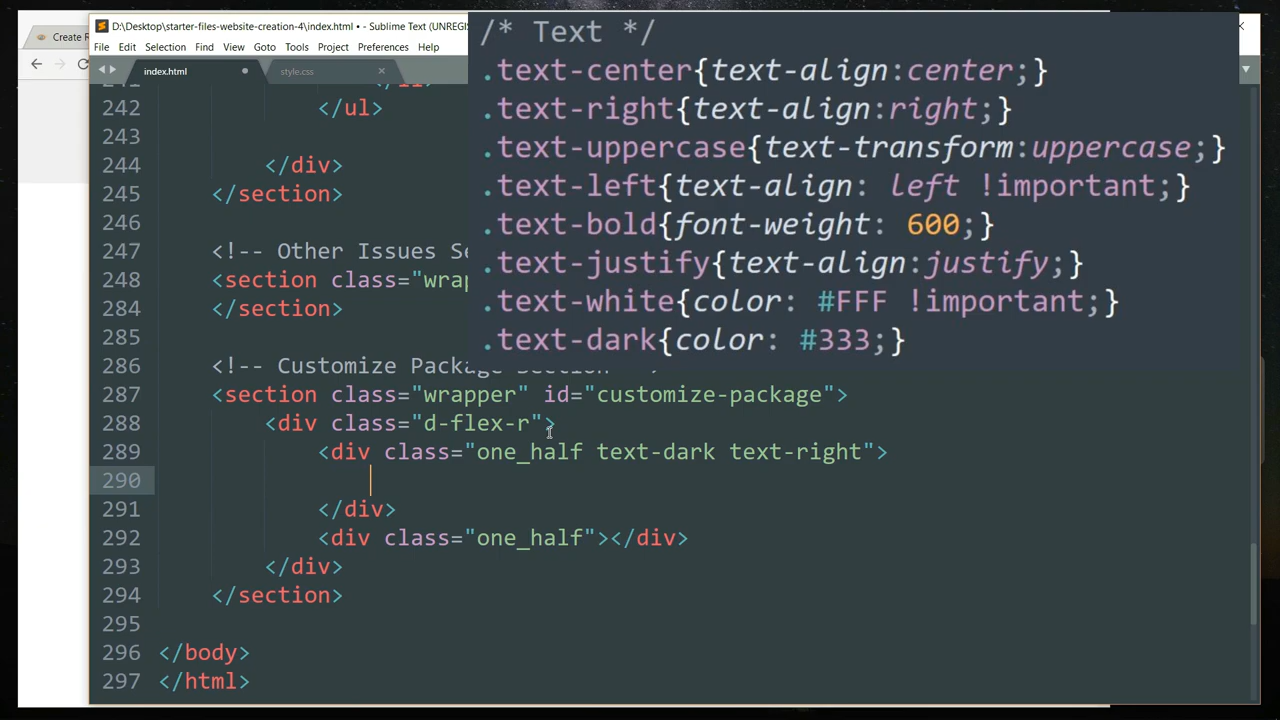 Create R
D:\Desktop\starter-files-website-creation-4\index.html • - Sublime Text (UNREGIS
File Edit Selection Find View Goto Tools Project Preferences Help
index.html
style.css
/* Text */
.text-center{text-align:center;}
.text-right{text-align:right;}
.text-uppercase{text-transform:uppercase;}
.text-left{text-align: left !important;}
.text-bold{font-weight: 600;}
.text-justify{text-align:justify;}
.text-white{color: #FFF !important;}
.text-dark{color: #333;}
242 </ul>
243
244 </div>
245 </section>
246
247 <!-- Other Issues Se
248 <section class="wrap
284 </section>
285
286 <!-- Customize Package Section -->
287 <section class="wrapper" id="customize-package">
288 <div class="d-flex-r">
289 <div class="one_half text-dark text-right">
290
291 </div>
292 <div class="one_half"></div>
293 </div>
294 </section>
295
296 </body>
297 </html>